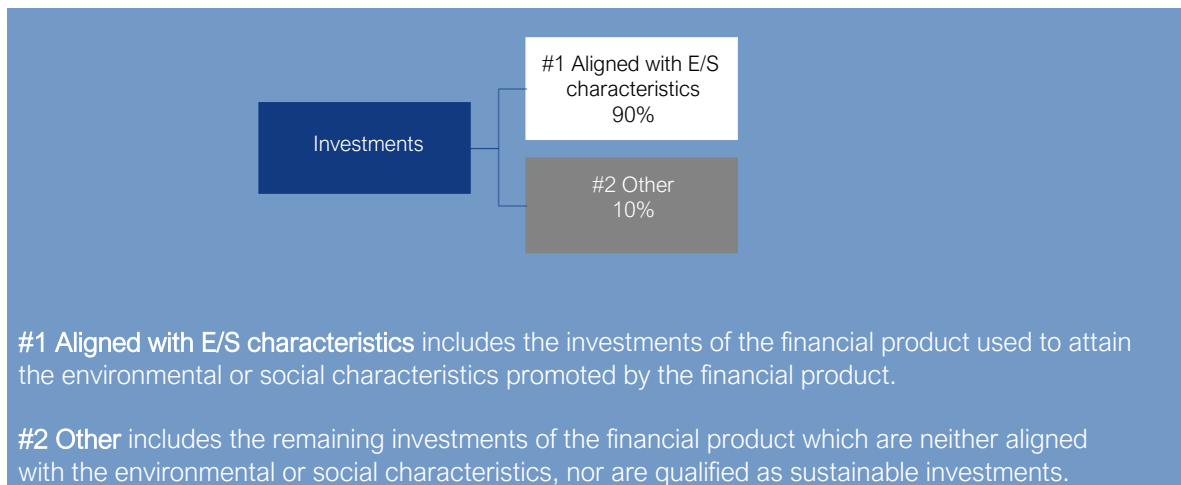 #1 Aligned with E/S
characteristics
90%
Investments
#2 Other
10%
#1 Aligned with E/S characteristics includes the investments of the financial product used to attain
the environmental or social characteristics promoted by the financial product.
#2 Other includes the remaining investments of the financial product which are neither aligned
with the environmental or social characteristics, nor are qualified as sustainable investments.